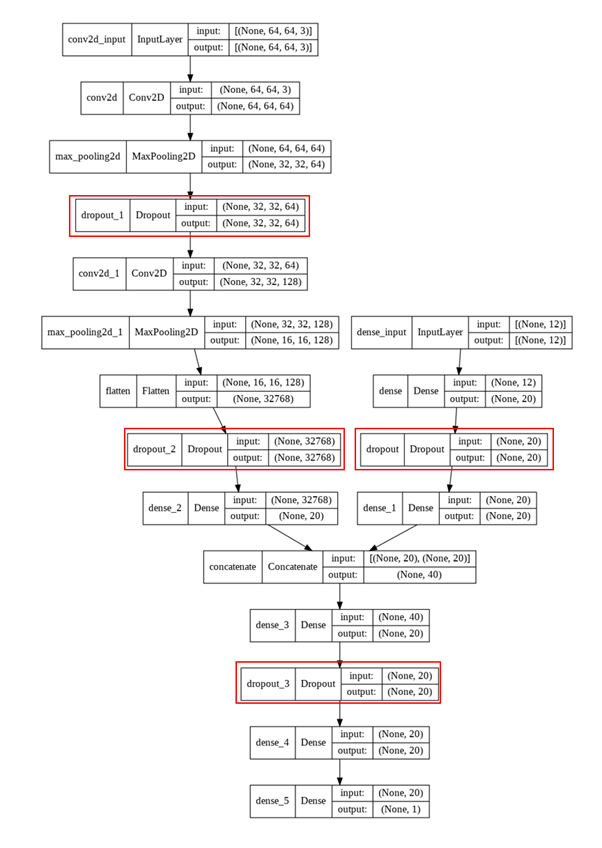 conv2d_input InputLayer input: [(None, 64, 64, 3)]
output: [(None, 64, 64, 3)]
conv2d Conv2D input: (None, 64, 64, 3)
output: (None, 64, 64, 64)
max_pooling2d MaxPooling2D input: (None, 64, 64, 64)
output: (None, 32, 32, 64)
dropout_1 Dropout input: (None, 32, 32, 64)
output: (None, 32, 32, 64)
conv2d_1 Conv2D input: (None, 32, 32, 64)
output: (None, 32, 32, 128)
max_pooling2d_1 MaxPooling2D input: (None, 32, 32, 128)
output: (None, 16, 16, 128)
dense_input InputLayer input: [(None, 12)]
output: [(None, 12)]
flatten Flatten input: (None, 16, 16, 128)
output: (None, 32768)
dense Dense input: (None, 12)
output: (None, 20)
dropout_2 Dropout input: (None, 32768)
output: (None, 32768)
dropout Dropout input: (None, 20)
output: (None, 20)
dense_2 Dense input: (None, 32768)
output: (None, 20)
dense_1 Dense input: (None, 20)
output: (None, 20)
concatenate Concatenate input: [(None, 20), (None, 20)]
output: (None, 40)
dense_3 Dense input: (None, 40)
output: (None, 20)
dropout_3 Dropout input: (None, 20)
output: (None, 20)
dense_4 Dense input: (None, 20)
output: (None, 20)
dense_5 Dense input: (None, 20)
output: (None, 1)